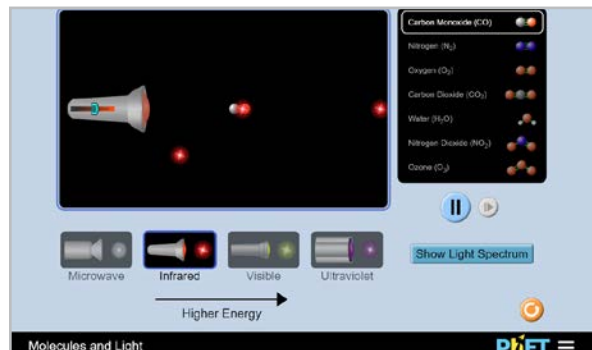 Carbon Monoxide (CO)
Nitrogen (N₂)
Oxygen (O₂)
Carbon Dioxide (CO₂)
Water (H₂O)
Nitrogen Dioxide (NO₂)
Ozone (O₃)
Microwave
Infrared
Visible
Ultraviolet
Show Light Spectrum
Higher Energy
Molecules and Light
PhET